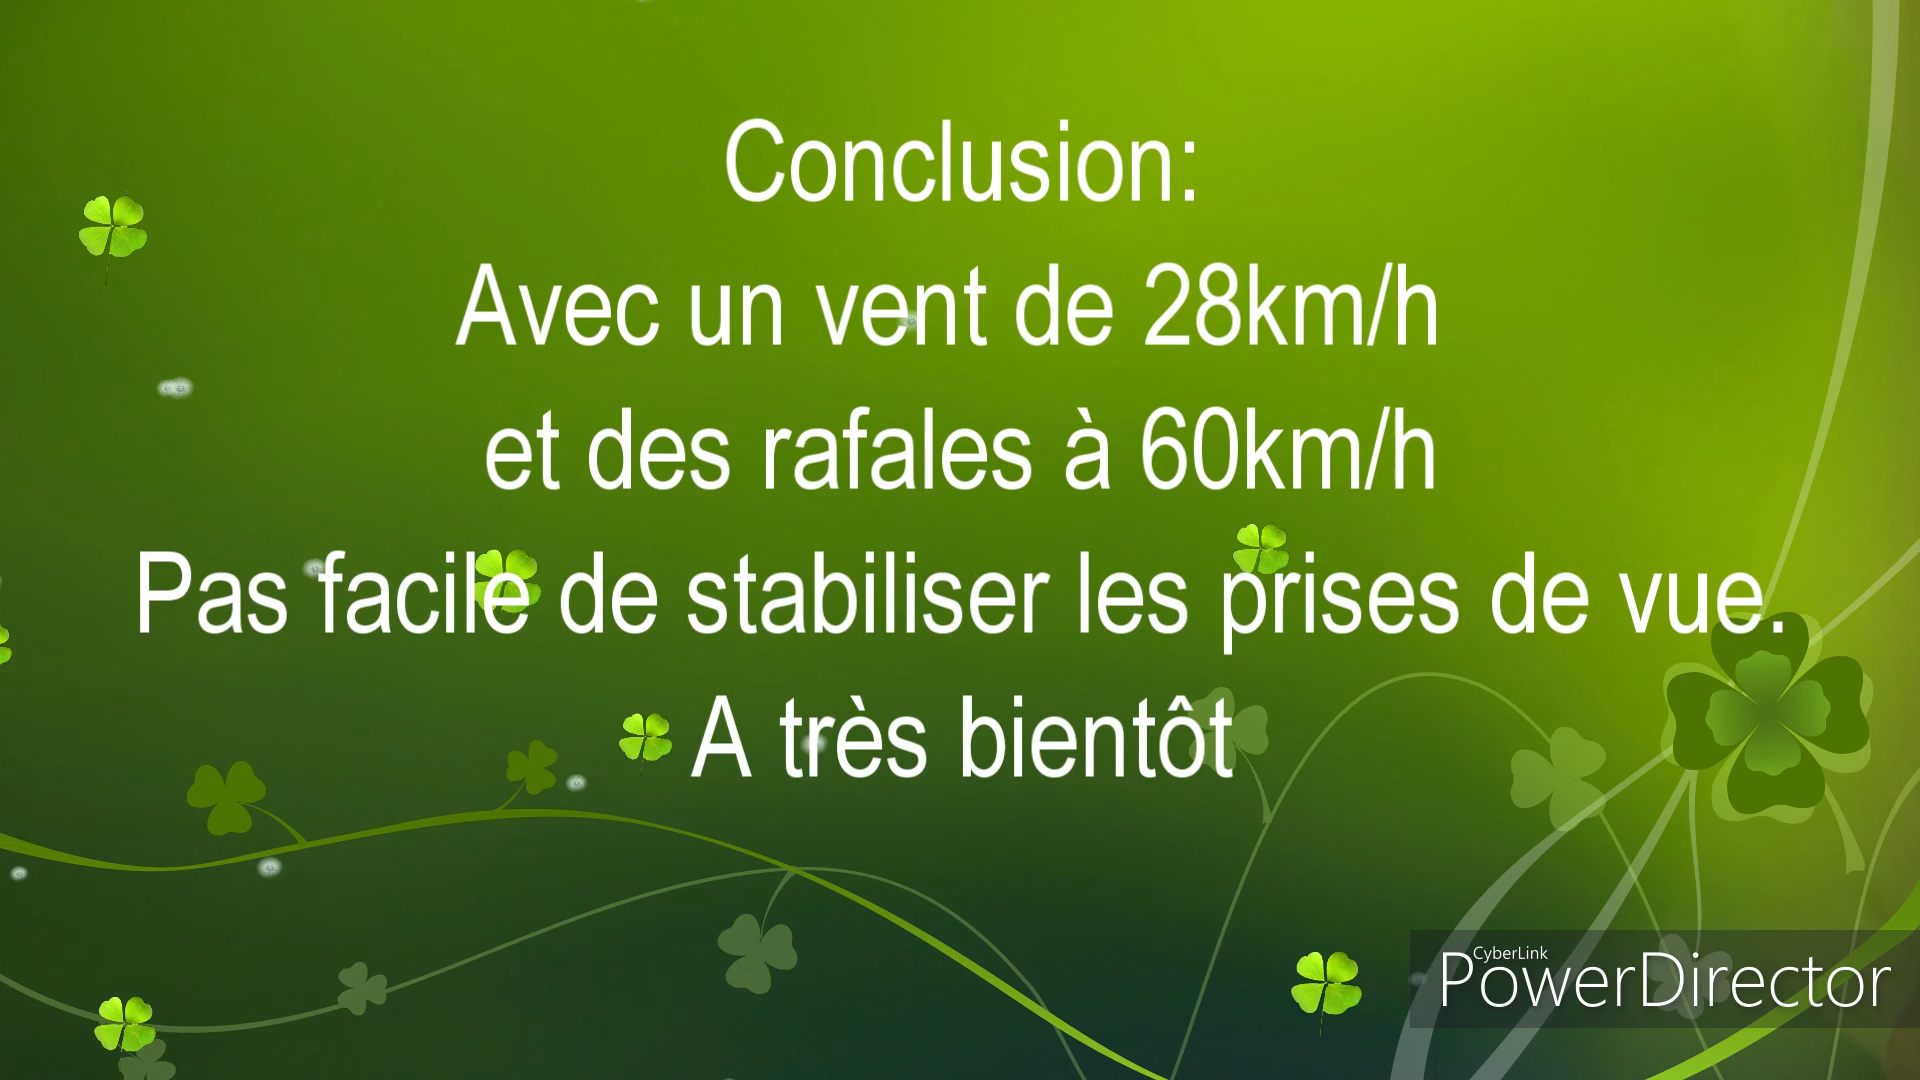 Conclusion:
Avec un vent de 28km/h
et des rafales à 60km/h
Pas facile de stabiliser les prises de vue.
A très bientôt
CyberLink
PowerDirector